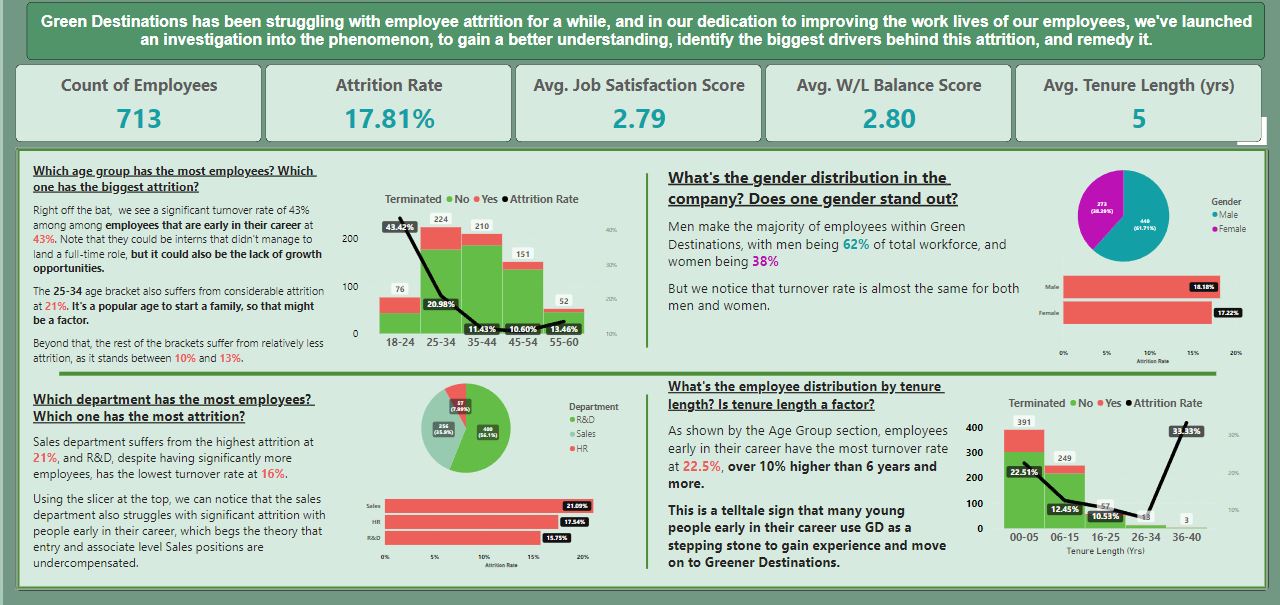 Green Destinations has been struggling with employee attrition for a while, and in our dedication to improving the work lives of our employees, we've launched
an investigation into the phenomenon, to gain a better understanding, identify the biggest drivers behind this attrition, and remedy it.
Count of Employees
713
Attrition Rate
17.81%
Avg. Job Satisfaction Score
2.79
Avg. W/L Balance Score
2.80
Avg. Tenure Length (yrs)
5
Which age group has the most employees? Which
one has the biggest attrition?
Right off the bat, we see a significant turnover rate of 43%
among among employees that are early in their career at
43%. Note that they could be interns that didn't manage to
land a full-time role, but it could also be the lack of growth
opportunities.
The 25-34 age bracket also suffers from considerable attrition
at 21%. It's a popular age to start a family, so that might
be a factor.
Beyond that, the rest of the brackets suffer from relatively less
attrition, as it stands between 10% and 13%.
Terminated No Yes Attrition Rate
200
100
0
76
224
210
151
52
43.42%
20.98%
11.43%
10.60%
13.46%
40%
30%
20%
10%
18-24 25-34 35-44 45-54 55-60
What's the gender distribution in the
company? Does one gender stand out?
Men make the majority of employees within Green
Destinations, with men being 62% of total workforce, and
women being 38%
But we notice that turnover rate is almost the same for both
men and women.
273
(38.29%)
440
(61.71%)
Gender
Male
Female
Male
18.18%
Female
17.22%
0% 5% 10% 15% 20%
Attrition Rate
Which department has the most employees?
Which one has the most attrition?
Sales department suffers from the highest attrition at
21%, and R&D, despite having significantly more
employees, has the lowest turnover rate at 16%.
Using the slicer at the top, we can notice that the sales
department also struggles with significant attrition with
people early in their career, which begs the theory that
entry and associate level Sales positions are
undercompensated.
57
(7.99%)
256
(35.9%)
400
(56.1%)
Department
R&D
Sales
HR
Sales
21.09%
HR
17.54%
R&D
15.75%
0% 5% 10% 15% 20%
Attrition Rate
What's the employee distribution by tenure
length? Is tenure length a factor?
As shown by the Age Group section, employees
early in their career have the most turnover rate
at 22.5%, over 10% higher than 6 years and
more.
This is a telltale sign that many young
people early in their career use GD as a
stepping stone to gain experience and move
on to Greener Destinations.
Terminated No Yes Attrition Rate
400
300
200
100
0
391
249
57
13
3
22.51%
12.45%
10.53%
33.33%
30%
20%
10%
00-05 06-15 16-25 26-34 36-40
Tenure Length (Yrs)